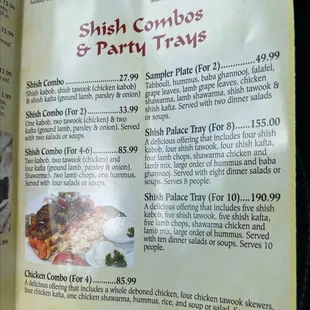 Shish Combos
& Party Trays
Shish Combo 27.99
Shish kabob, shish tawook (chicken kabob)
& shish kafta (ground lamb, parsley & onion)
Shish Combo (For 2) 33.99
One kabob, two tawook (chicken) & two
kafta (ground lamb, parsley & onion). Served
with two salads or soups
Shish Combo (For 4-6) 85.99
Two kabob, two tawook (chicken) & four
kafta (ground lamb, parsley & onion),
Shawarma, two lamb chops, one hummus.
Served with four salads or soups.
Chicken Combo (For 4) 85.99
A delicious offering that includes a whole deboned chicken, four chicken tawook skewers,
four chicken kafta, one chicken shawarma, hummus, rice, and soup or salad.
Sampler Plate (For 2) 49.99
Tabbouli, hummus, baba ghannooj, falafel,
grape leaves, lamb grape leaves, chicken
shawarma, lamb shawarma, shish tawook &
shish kafta. Served with two dinner salads
or soups.
Shish Palace Tray (For 8) 155.00
A delicious offering that includes four shish
kabob, four shish tawook, four shish kafta,
four lamb chops, shawarma chicken and
lamb mix, large order of hummus and baba
ghannooj. Served with eight dinner salads
or soups. Serves 8 people.
Shish Palace Tray (For 10) 190.99
A delicious offering that includes five shish
kabob, five shish tawook, five shish kafta,
five lamb chops, shawarma chicken and
lamb mix, large order of hummus. Served
with ten dinner salads or soups. Serves 10
people.